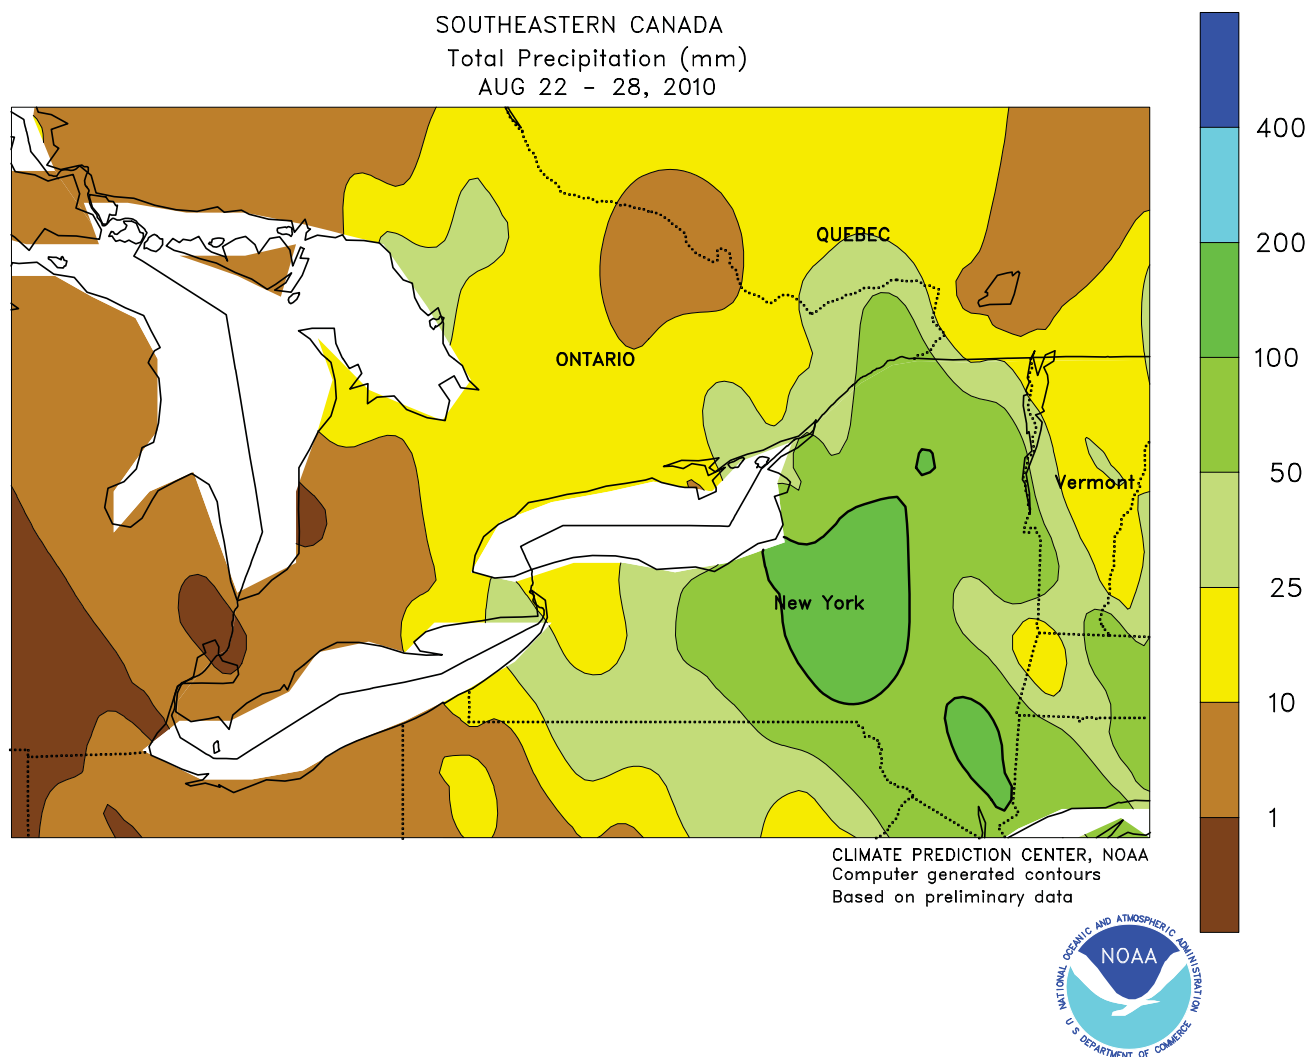 SOUTHEASTERN CANADA
Total Precipitation (mm)
AUG 22 - 28, 2010
400
QUEBEC
200
ONTARIO
100
50
Vermont
25
New York
10
1
CLIMATE PREDICTION CENTER, NOAA
Computer generated contours
Based on preliminary data
NATIONAL OCEANIC AND ATMOSPHERIC ADMINISTRATION
NOAA
U S DEPARTMENT OF COMMERCE